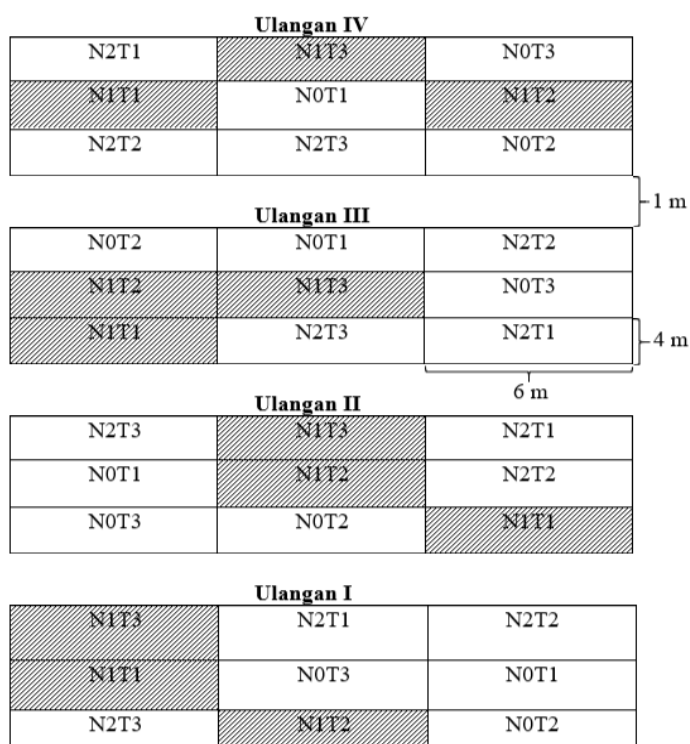 Ulangan IV
N2T1 N1T3 N0T3
N1T1 N0T1 N1T2
N2T2 N2T3 N0T2
1 m
Ulangan III
N0T2 N0T1 N2T2
N1T2 N1T3 N0T3
N1T1 N2T3 N2T1
4 m
6 m
Ulangan II
N2T3 N1T3 N2T1
N0T1 N1T2 N2T2
N0T3 N0T2 N1T1
Ulangan I
N1T3 N2T1 N2T2
N1T1 N0T3 N0T1
N2T3 N1T2 N0T2